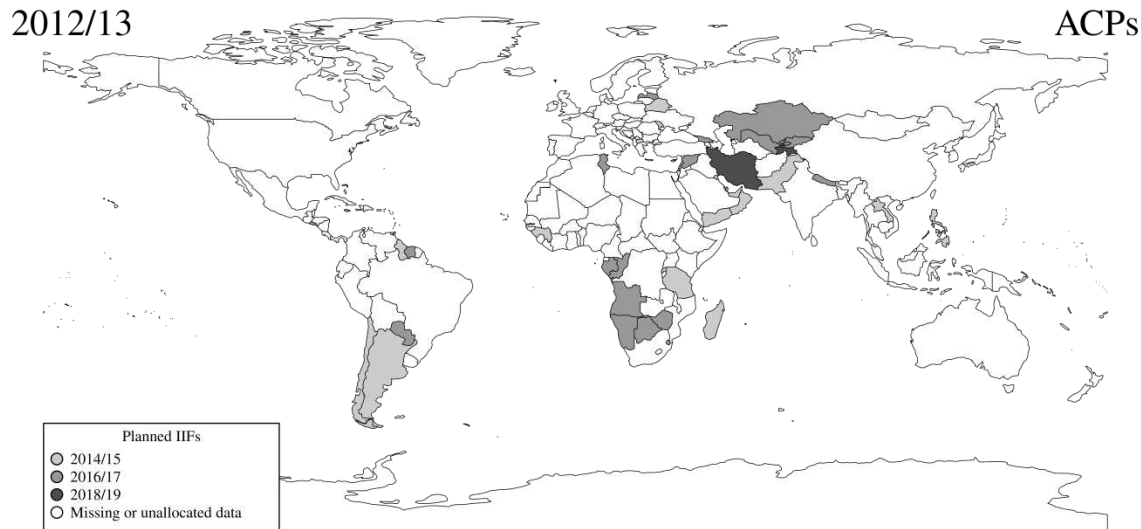 2012/13
ACPs
Planned IIFs
2014/15
2016/17
2018/19
Missing or unallocated data